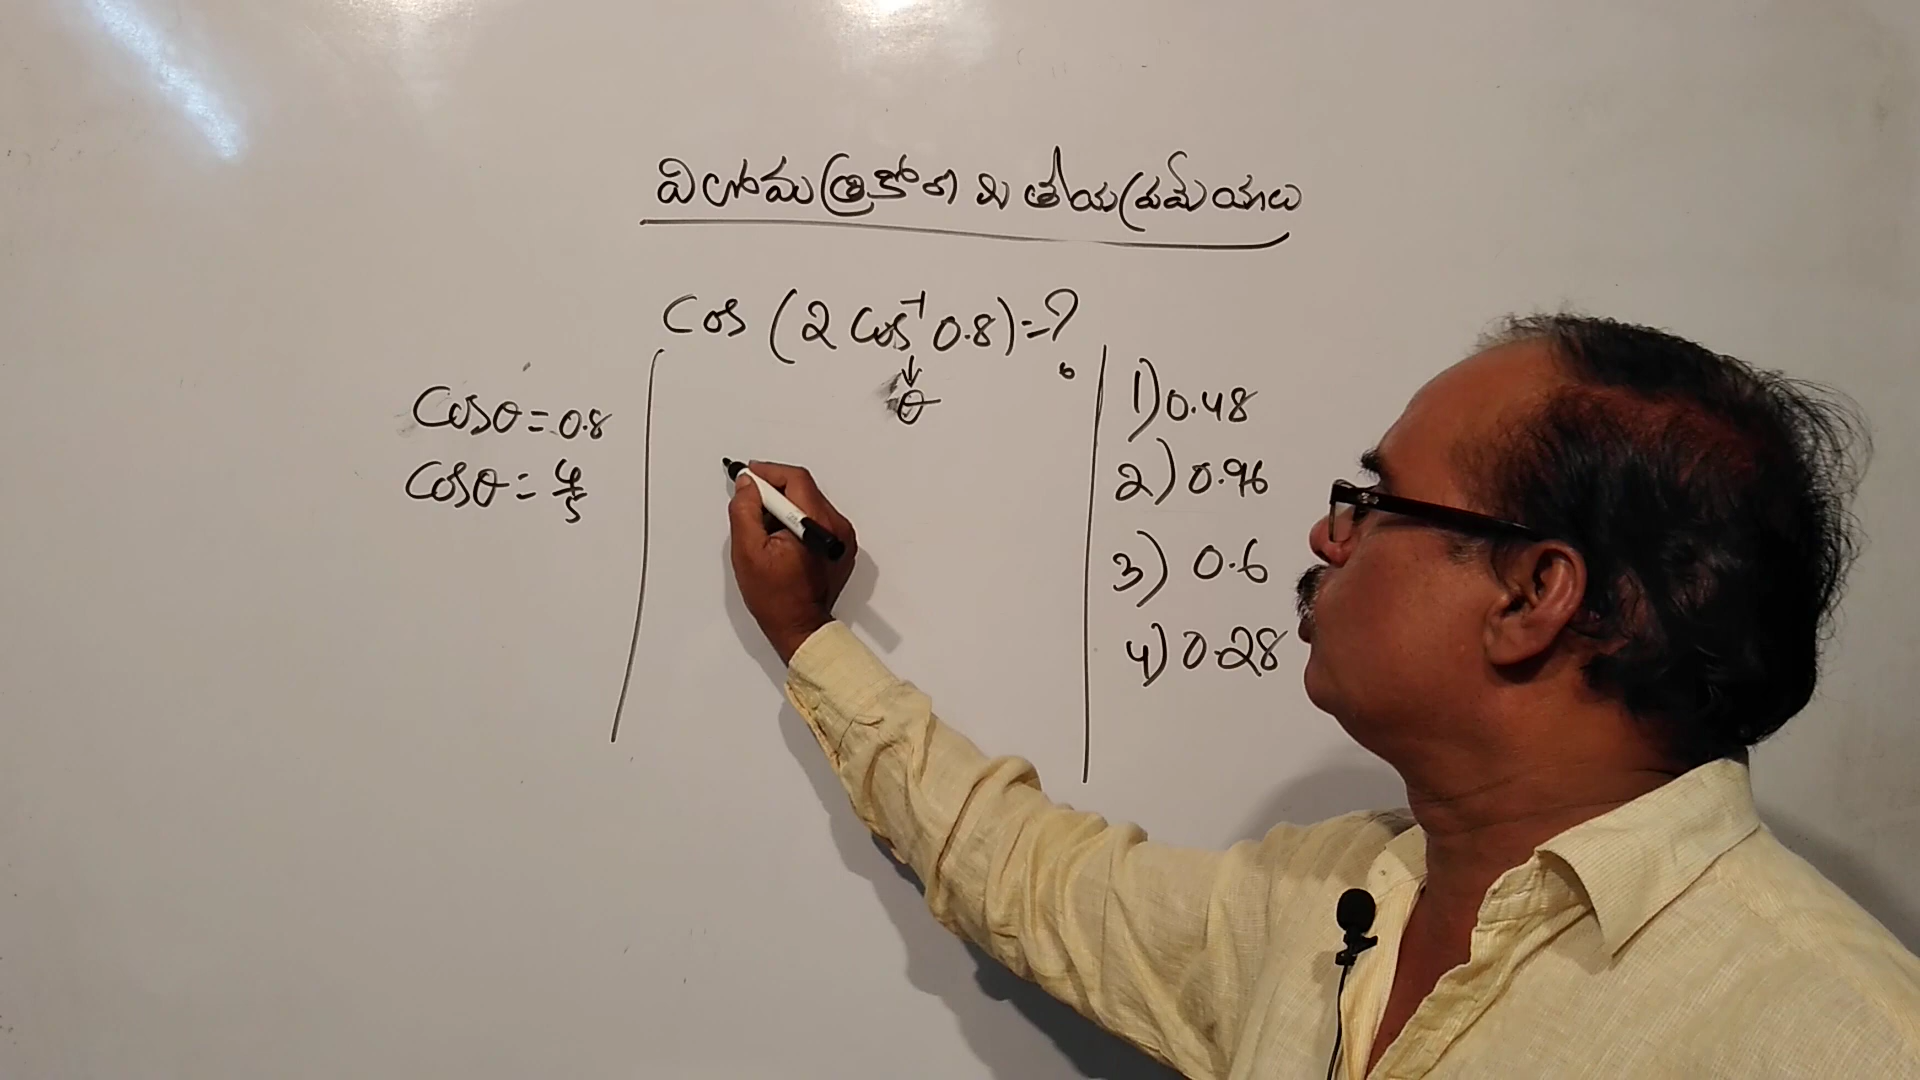 విలోమ త్రికోణ మితీయ ప్రమేయాలు
Cos (2 Cos⁻¹ 0.8) = ?
↓
θ
Cosθ = 0.8
Cosθ = 4/5
1) 0.48
2) 0.96
3) 0.6
4) 0.28